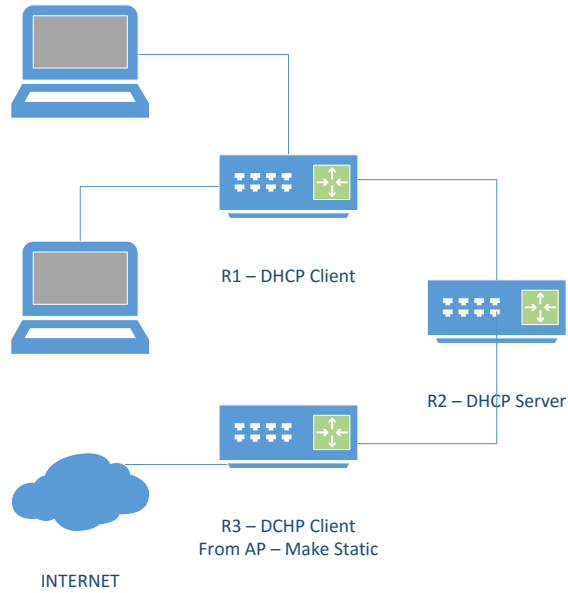 R1 – DHCP Client
R2 – DHCP Server
R3 – DCHP Client
From AP – Make Static
INTERNET